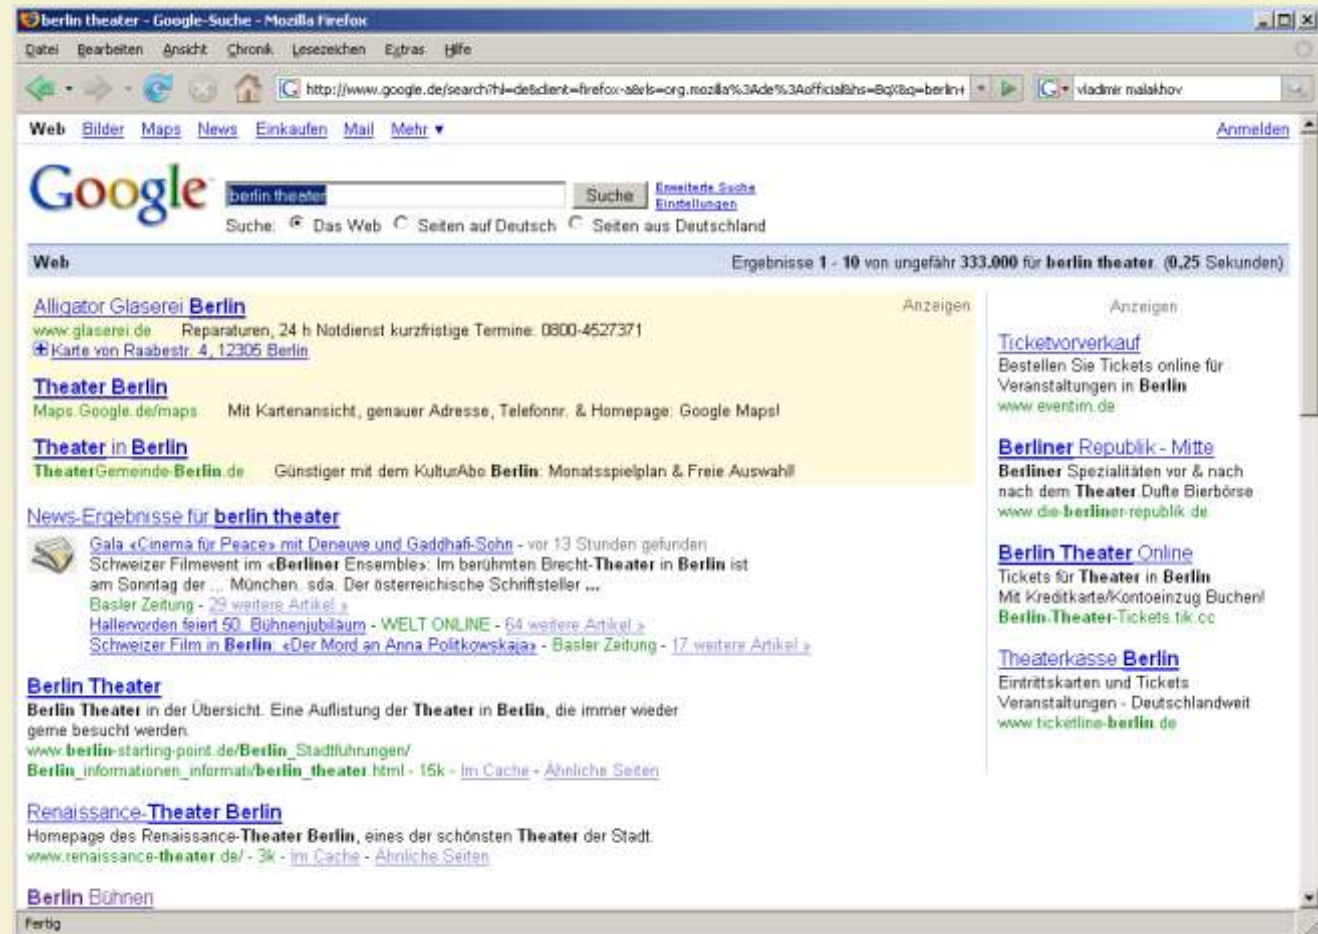 berlin theater - Google-Suche - Mozilla Firefox
Datei Bearbeiten Ansicht Chronik Lesezeichen Extras Hilfe
http://www.google.de/search?hl=de&client=firefox-a&rls=org.mozilla%3Ade%3Aofficial&hs=BqX&q=berlin+ vladimir malakhov
Web Bilder Maps News Einkaufen Mail Mehr ▼ Anmelden
Google berlin theater Suche Erweiterte Suche
Einstellungen
Suche: Das Web Seiten auf Deutsch Seiten aus Deutschland
Web Ergebnisse 1 - 10 von ungefähr 333.000 für berlin theater. (0,25 Sekunden)
Anzeigen
Alligator Glaserei Berlin
www.glaserei.de Reparaturen, 24 h Notdienst kurzfristige Termine: 0800-4527371
Karte von Raabestr. 4, 12305 Berlin
Theater Berlin
Maps.Google.de/maps Mit Kartenansicht, genauer Adresse, Telefonnr. & Homepage: Google Maps!
Theater in Berlin
TheaterGemeinde-Berlin.de Günstiger mit dem KulturAbo Berlin: Monatsspielplan & Freie Auswahl!
News-Ergebnisse für berlin theater
Gala «Cinema für Peace» mit Deneuve und Gaddhafi-Sohn - vor 13 Stunden gefunden
Schweizer Filmevent im «Berliner Ensemble»: Im berühmten Brecht-Theater in Berlin ist
am Sonntag der ... München. sda. Der österreichische Schriftsteller ...
Basler Zeitung - 29 weitere Artikel »
Hallervorden feiert 50. Bühnenjubiläum - WELT ONLINE - 64 weitere Artikel »
Schweizer Film in Berlin: «Der Mord an Anna Politkowskaja» - Basler Zeitung - 17 weitere Artikel »
Berlin Theater
Berlin Theater in der Übersicht. Eine Auflistung der Theater in Berlin, die immer wieder
gerne besucht werden.
www.berlin-starting-point.de/Berlin_Stadtfuhrungen/
Berlin_informationen_informati/berlin_theater.html - 15k - Im Cache - Ähnliche Seiten
Renaissance-Theater Berlin
Homepage des Renaissance-Theater Berlin, eines der schönsten Theater der Stadt.
www.renaissance-theater.de/ - 3k - Im Cache - Ähnliche Seiten
Berlin Bühnen
Anzeigen
Ticketvorverkauf
Bestellen Sie Tickets online für
Veranstaltungen in Berlin
www.eventim.de
Berliner Republik - Mitte
Berliner Spezialitäten vor & nach
nach dem Theater.Dufte Bierbörse
www.die-berliner-republik.de
Berlin Theater Online
Tickets für Theater in Berlin
Mit Kreditkarte/Kontoeinzug Buchen!
Berlin-Theater-Tickets.tik.cc
Theaterkasse Berlin
Eintrittskarten und Tickets
Veranstaltungen - Deutschlandweit
www.ticketline-berlin.de
Fertig